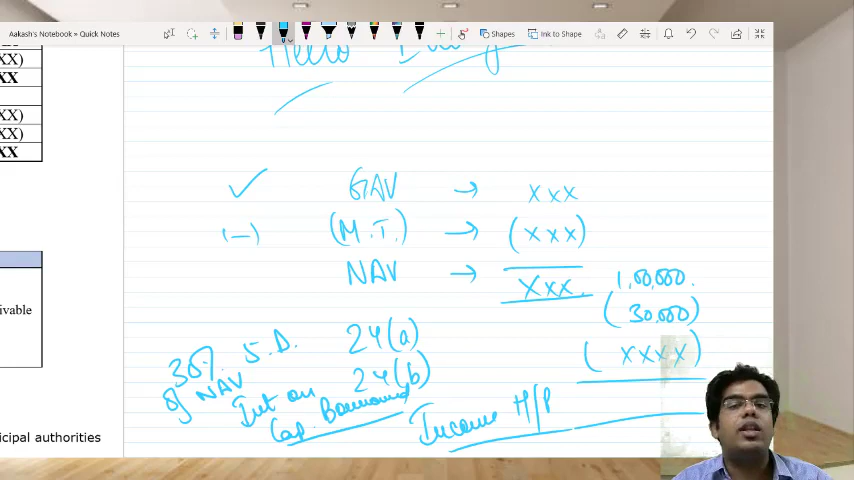 Aakash's Notebook » Quick Notes
Shapes
Ink to Shape
XX)
XX
XX)
XX)
XX
Hello
✓ GAV → xxx
(–) (M.T.) → (xxx)
NAV → xxx 1,00,000.
30% S.D. 24(a) (30,000)
of NAV
24(b) (xxxx)
Int on
Cap. Borrowed
Income H/P
ivable
icipal authorities